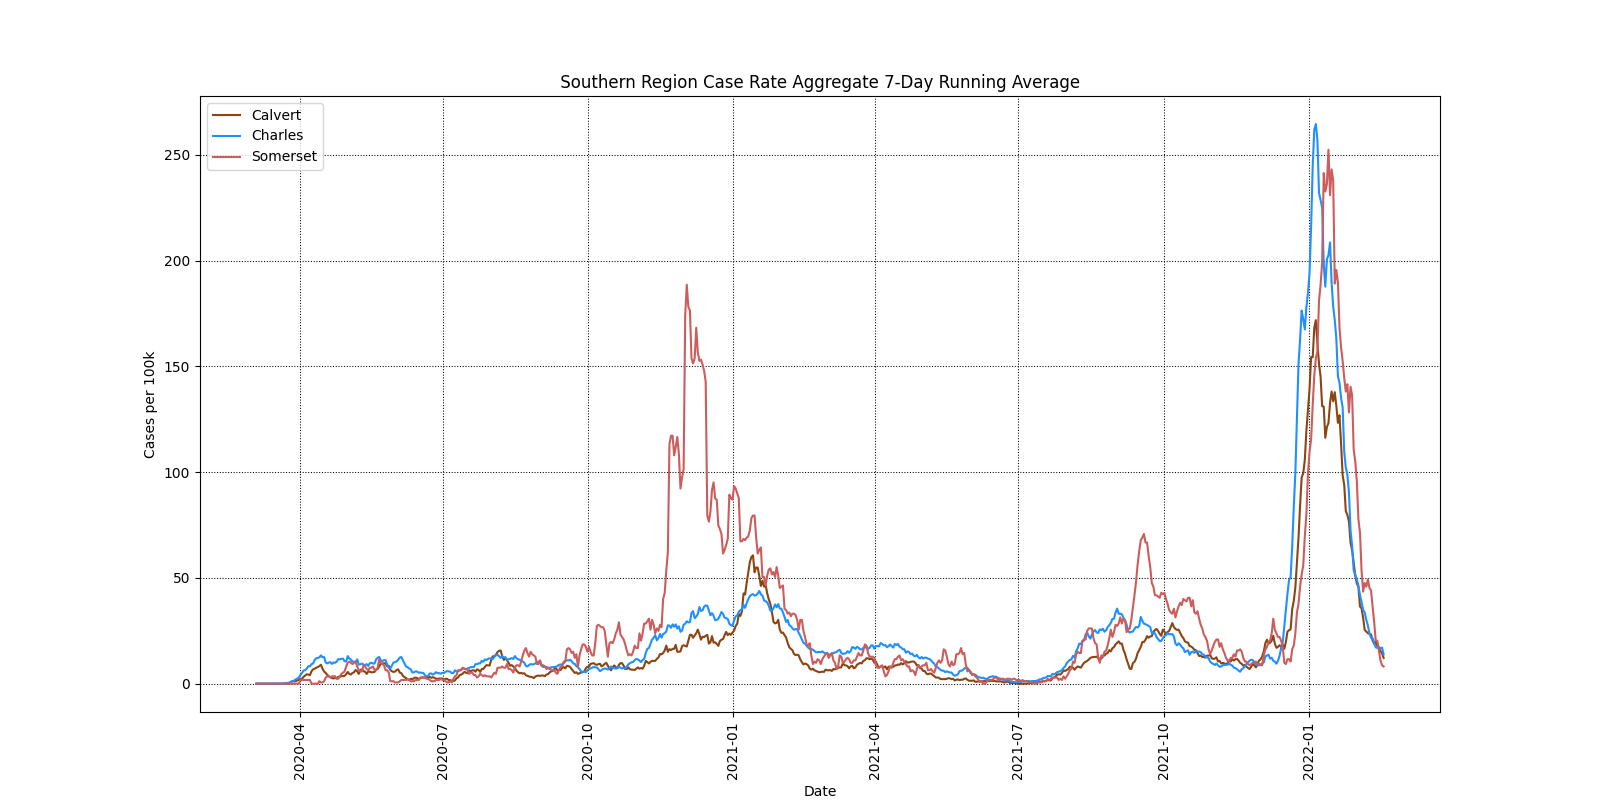 Southern Region Case Rate Aggregate 7-Day Running Average
Calvert
Charles
Somerset
Cases per 100k
250
200
150
100
50
0
2020-04
2020-07
2020-10
2021-01
2021-04
2021-07
2021-10
2022-01
Date